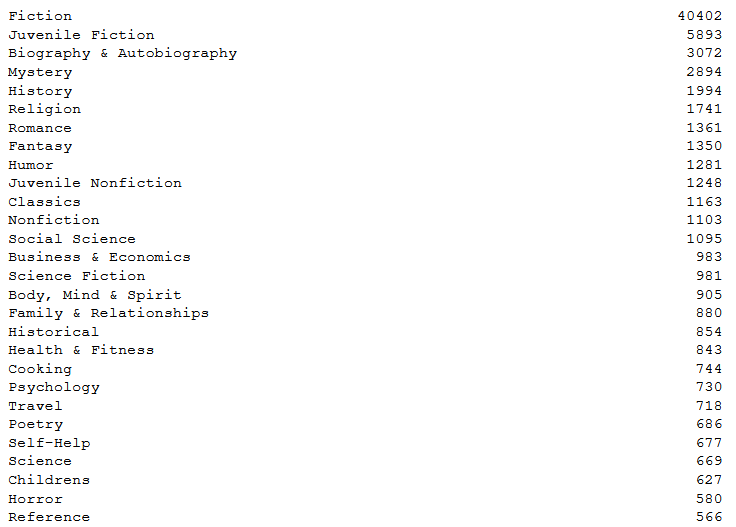 Fiction 40402
Juvenile Fiction 5893
Biography & Autobiography 3072
Mystery 2894
History 1994
Religion 1741
Romance 1361
Fantasy 1350
Humor 1281
Juvenile Nonfiction 1248
Classics 1163
Nonfiction 1103
Social Science 1095
Business & Economics 983
Science Fiction 981
Body, Mind & Spirit 905
Family & Relationships 880
Historical 854
Health & Fitness 843
Cooking 744
Psychology 730
Travel 718
Poetry 686
Self-Help 677
Science 669
Childrens 627
Horror 580
Reference 566